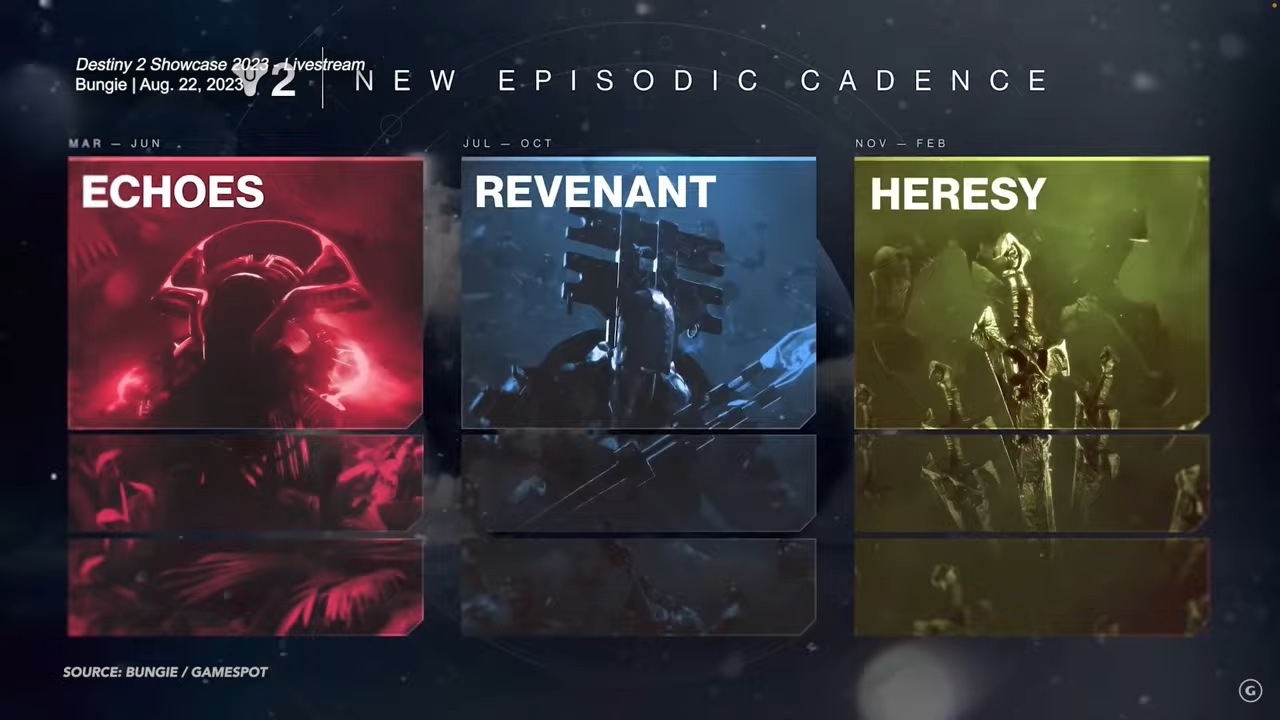 Destiny 2 Showcase 2023 - Livestream
Bungie | Aug. 22, 2023
Y2 | NEW EPISODIC CADENCE
MAR — JUN
ECHOES
JUL — OCT
REVENANT
NOV — FEB
HERESY
SOURCE: BUNGIE / GAMESPOT
G